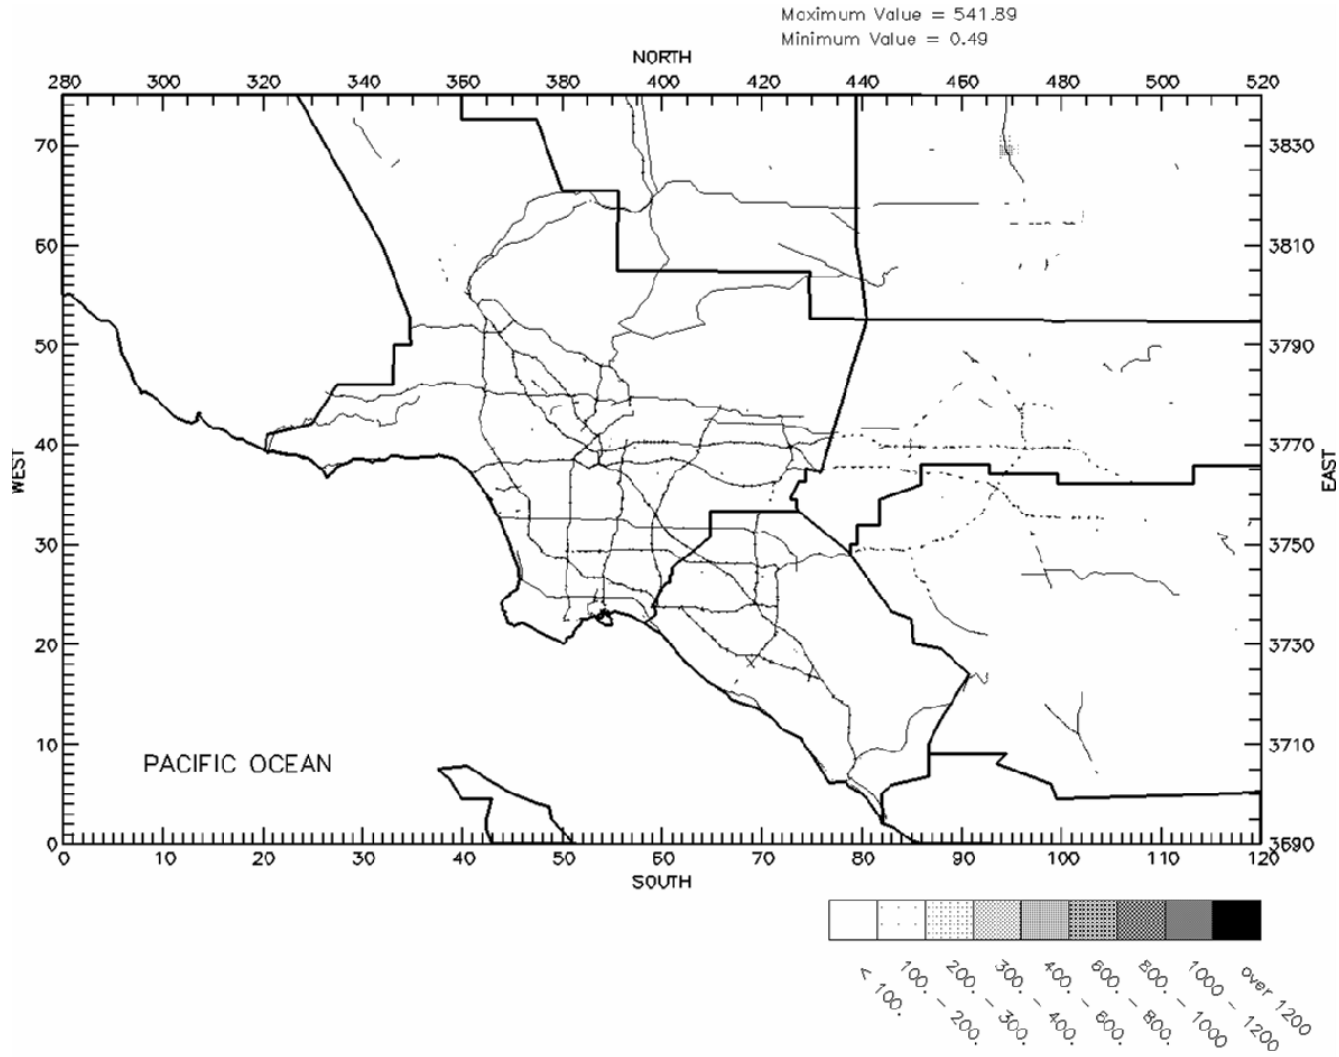 Maximum Value = 541.89
Minimum Value = 0.49
NORTH
280 300 320 340 360 380 400 420 440 460 480 500 520
70 3830
60 3810
50 3790
40 3770
WEST EAST
30 3750
20 3730
10 3710
PACIFIC OCEAN
0 3690
0 10 20 30 40 50 60 70 80 90 100 110 120
SOUTH
< 100.
100. - 200.
200. - 300.
300. - 400.
400. - 600.
600. - 800.
800. - 1000
1000 - 1200
over 1200